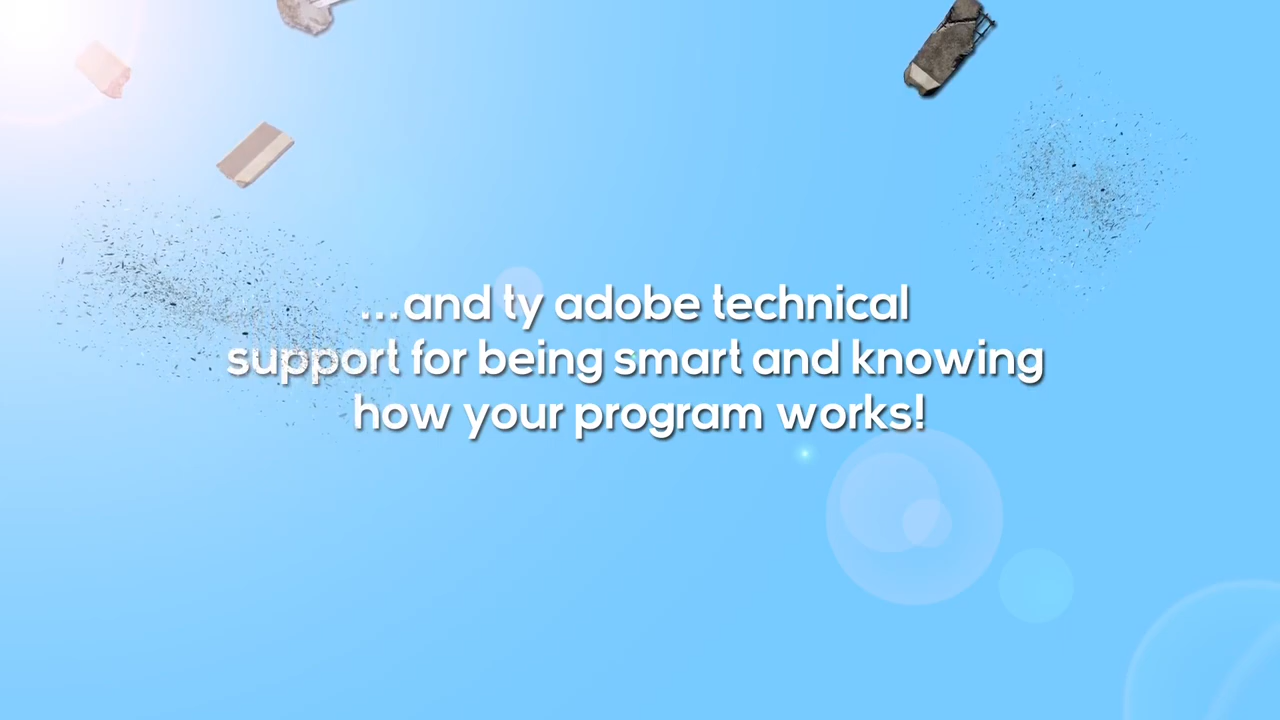 ...and ty adobe technical
support for being smart and knowing
how your program works!